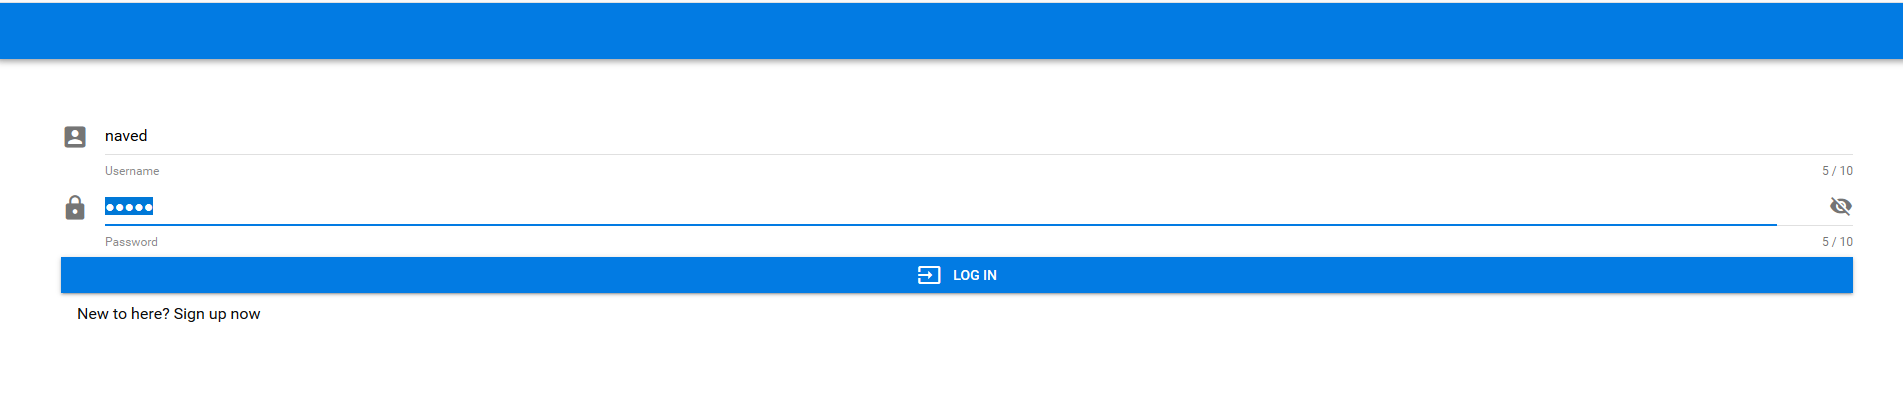 naved
Username 5 / 10
•••••
Password 5 / 10
LOG IN
New to here? Sign up now